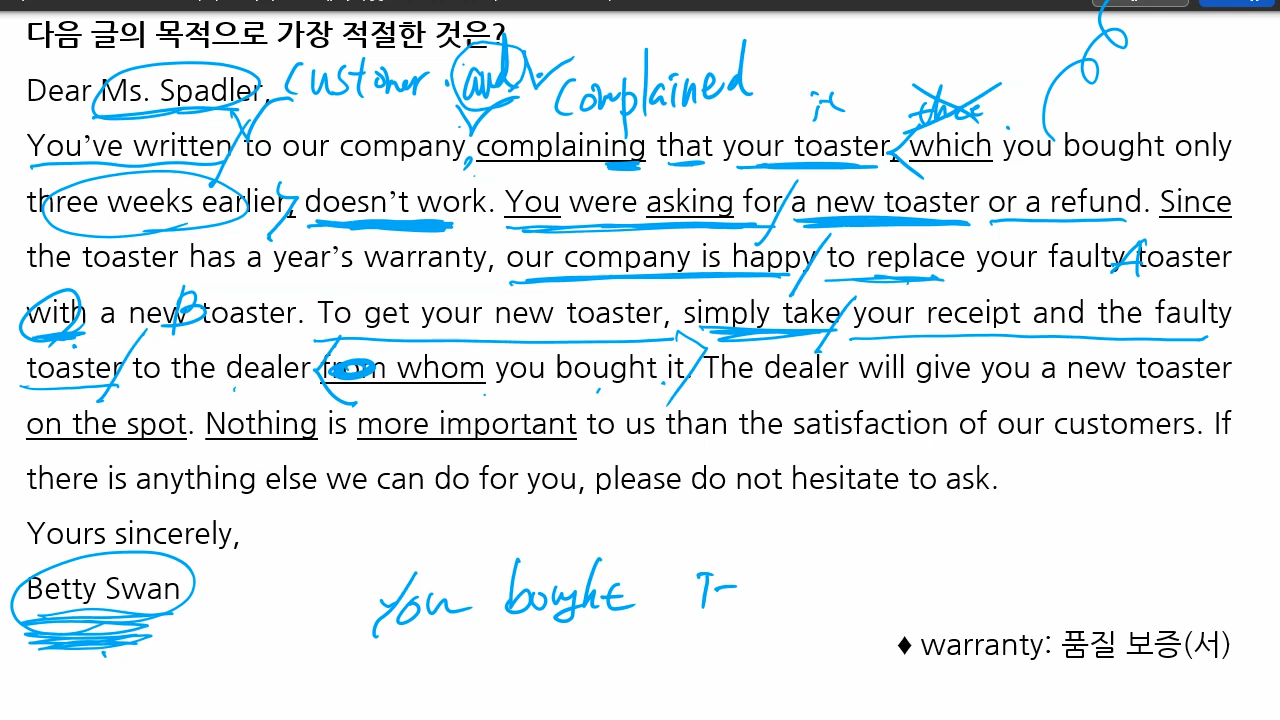 다음 글의 목적으로 가장 적절한 것은?
Dear Ms. Spadler, customer. and complained
it that
You've written to our company complaining that your toaster, which you bought only
three weeks earlier, doesn't work. You were asking for a new toaster or a refund. Since
the toaster has a year's warranty, our company is happy to replace your faulty toaster
A
with a new toaster. To get your new toaster, simply take your receipt and the faulty
B
toaster to the dealer from whom you bought it. The dealer will give you a new toaster
on the spot. Nothing is more important to us than the satisfaction of our customers. If
there is anything else we can do for you, please do not hesitate to ask.
Yours sincerely,
Betty Swan
You bought
♦ warranty: 품질 보증(서)